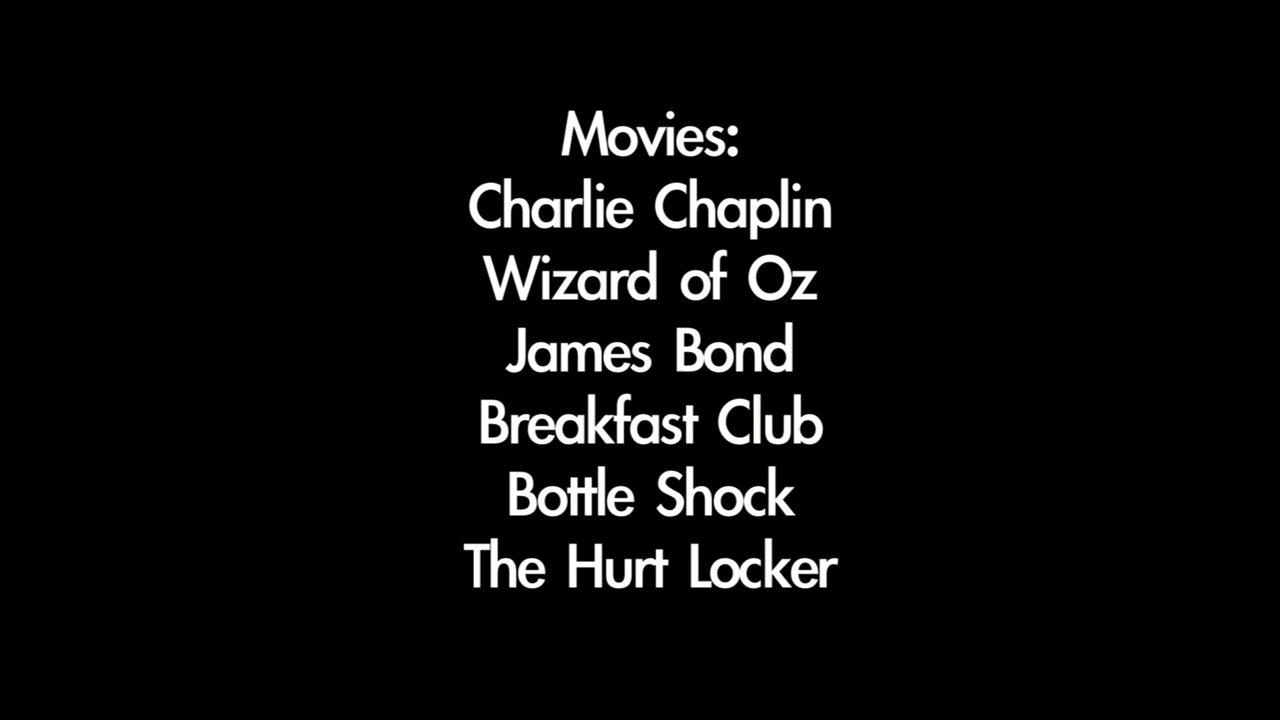 Movies:
Charlie Chaplin
Wizard of Oz
James Bond
Breakfast Club
Bottle Shock
The Hurt Locker